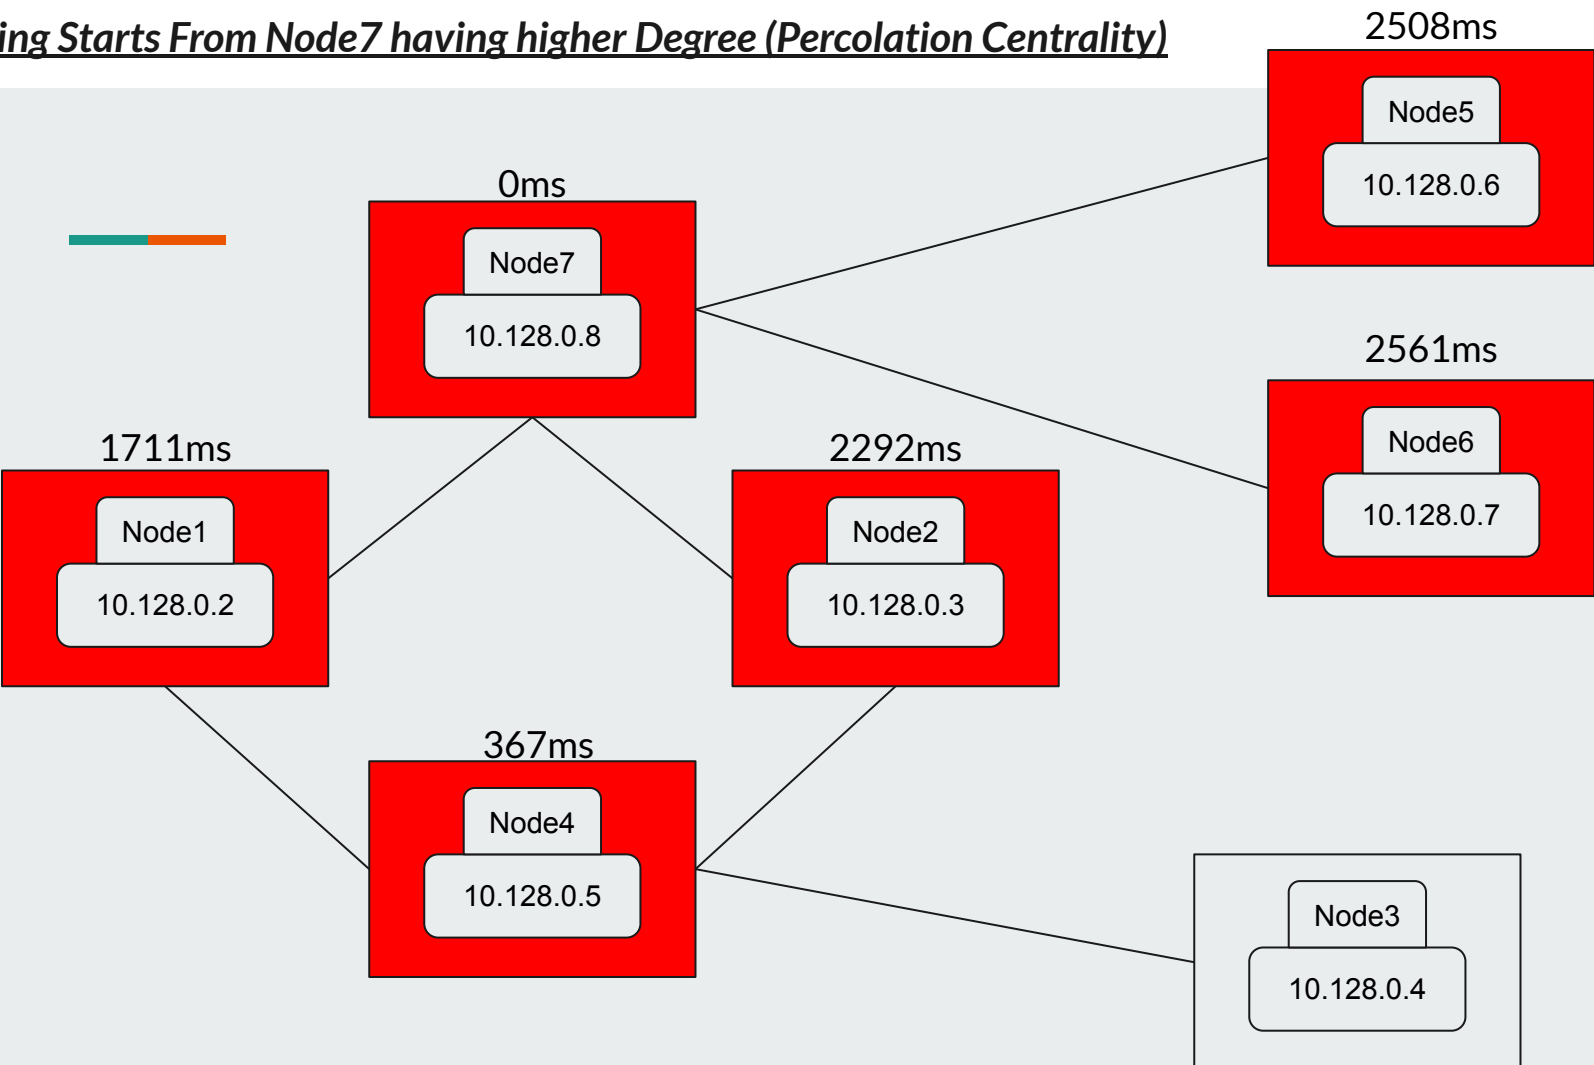 ing Starts From Node7 having higher Degree (Percolation Centrality)
2508ms
Node5
10.128.0.6
0ms
Node7
10.128.0.8
2561ms
Node6
10.128.0.7
1711ms
Node1
10.128.0.2
2292ms
Node2
10.128.0.3
367ms
Node4
10.128.0.5
Node3
10.128.0.4